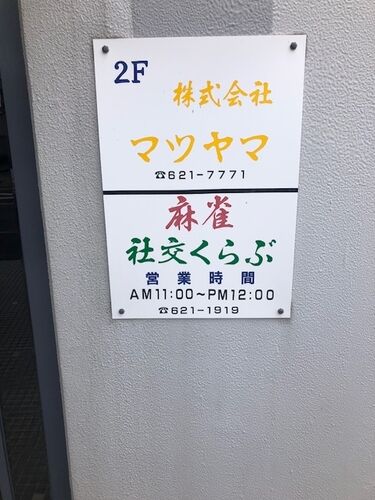 2F
株式会社
マツヤマ
☎621-7771
麻雀
社交くらぶ
営業時間
AM11:00~PM12:00
☎621-1919